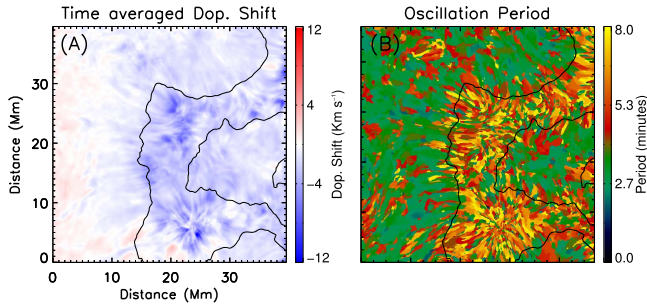 Time averaged Dop. Shift
Oscillation Period
(A)
(B)
Distance (Mm)
30
20
10
0
0 10 20 30
Distance (Mm)
12
4
−4
−12
Dop. Shift (Km s⁻¹)
8.0
5.3
2.7
0.0
Period (minutes)